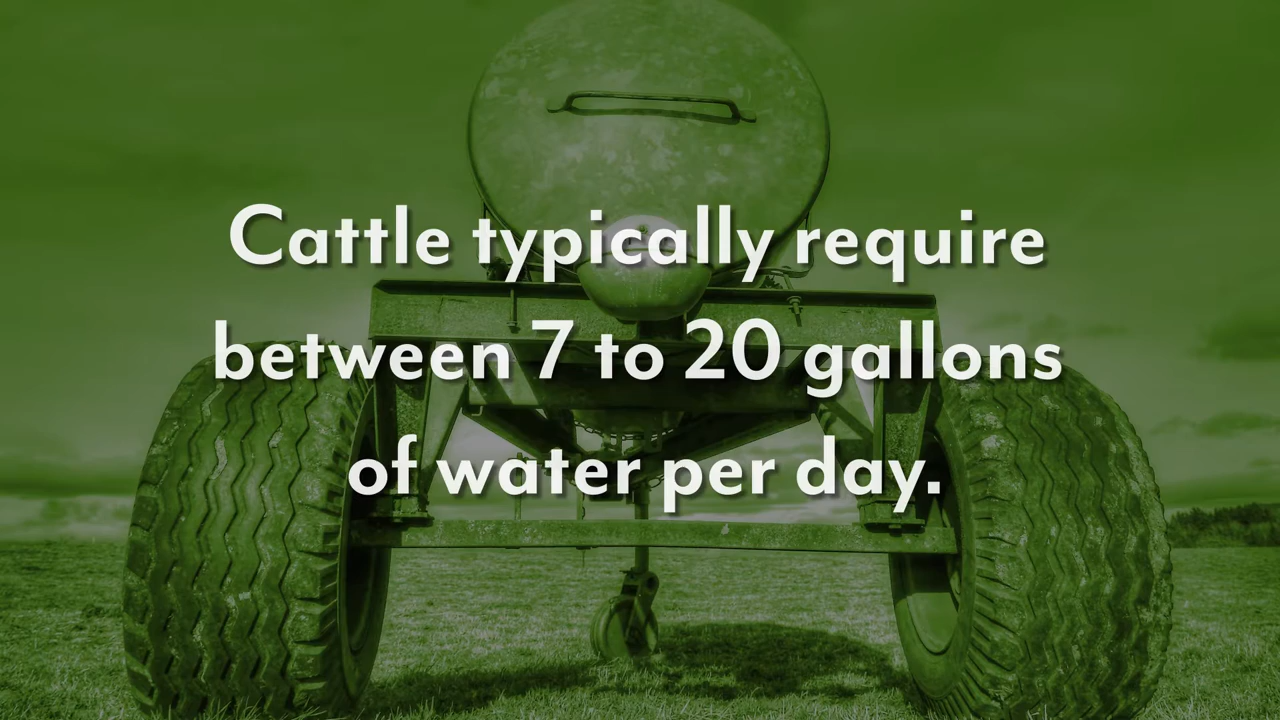 Cattle typically require
between 7 to 20 gallons
of water per day.